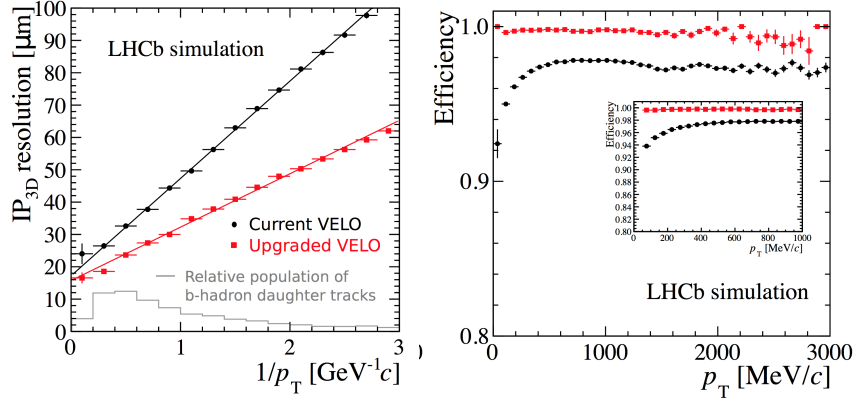 100
90
80
70
60
50
40
30
20
10
0
IP3D resolution [μm]
LHCb simulation
Current VELO
Upgraded VELO
Relative population of
b-hadron daughter tracks
0 1 2 3
1/pT [GeV⁻¹c]
)
1.0
0.9
0.8
Efficiency
1.00
0.98
0.96
0.94
0.92
0.90
0.88
0.86
0.84
0.82
0.80
Efficiency
0 200 400 600 800 1000
pT [MeV/c]
LHCb simulation
0 1000 2000 3000
pT [MeV/c]